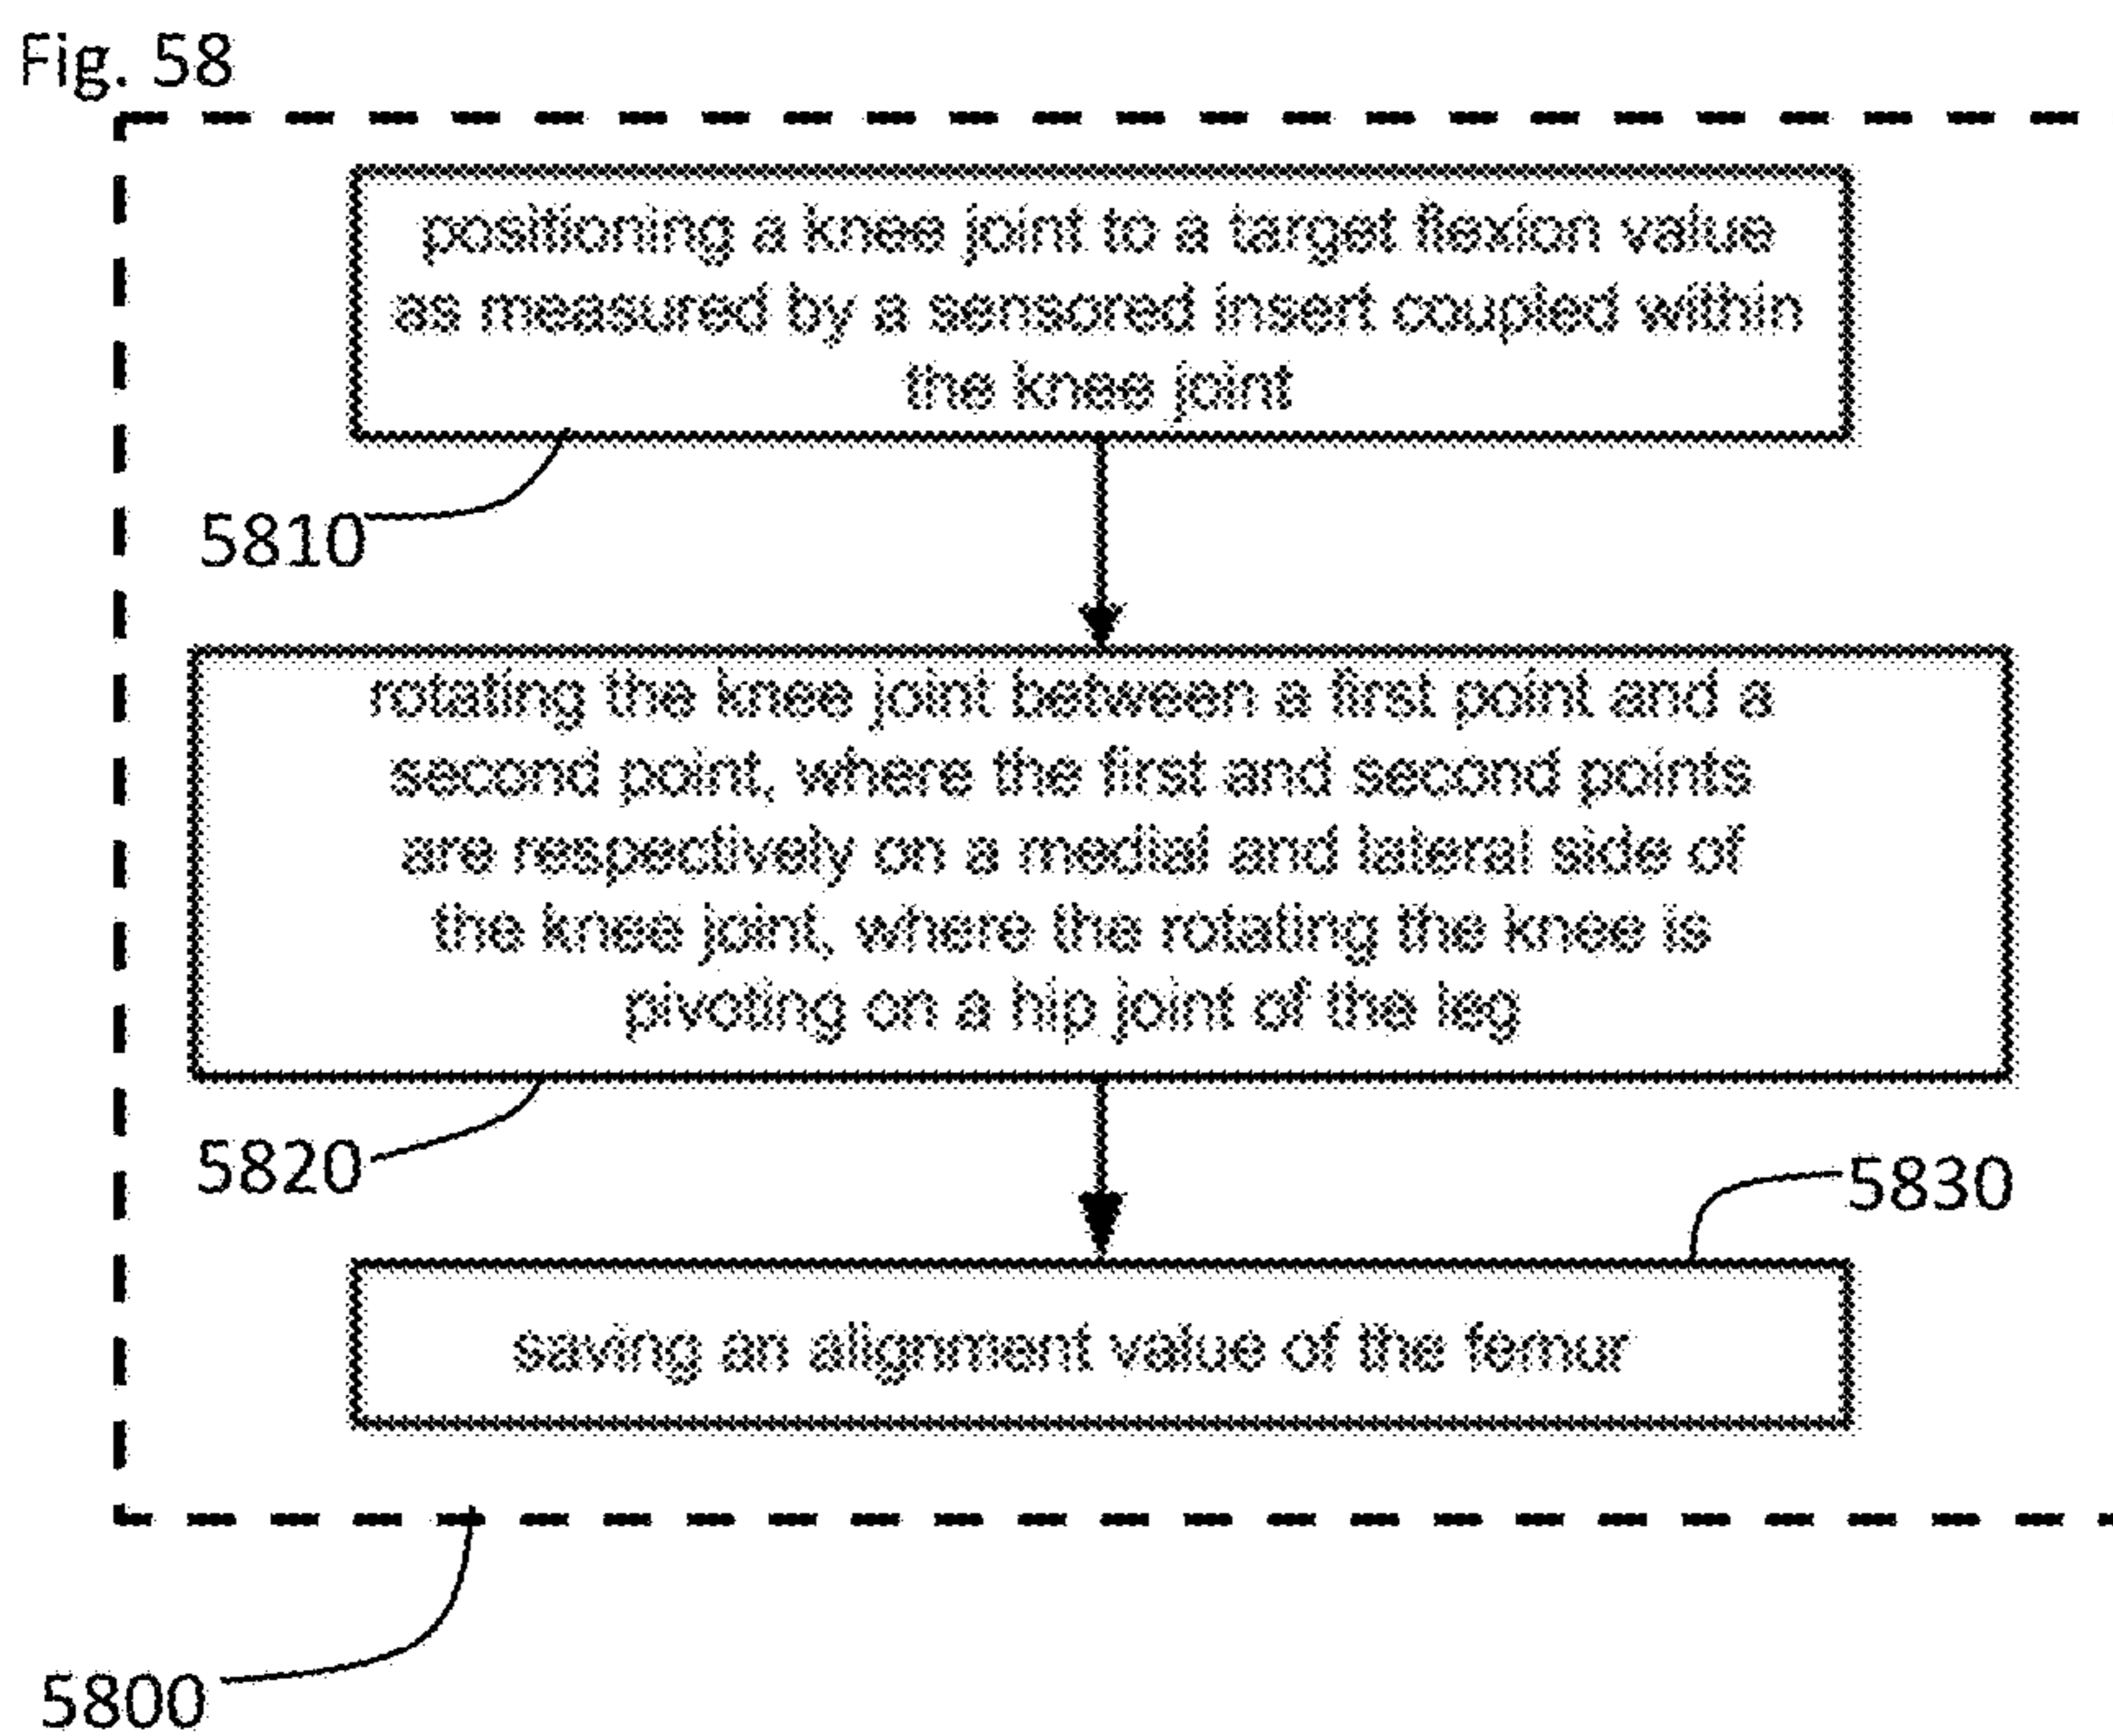 Fig. 58
positioning a knee joint to a target flexion value
as measured by a sensored insert coupled within
the knee joint
5810
rotating the knee joint between a first point and a
second point, where the first and second points
are respectively on a medial and lateral side of
the knee joint, where the rotating the knee is
pivoting on a hip joint of the leg
5820
5830
saving an alignment value of the femur
5800